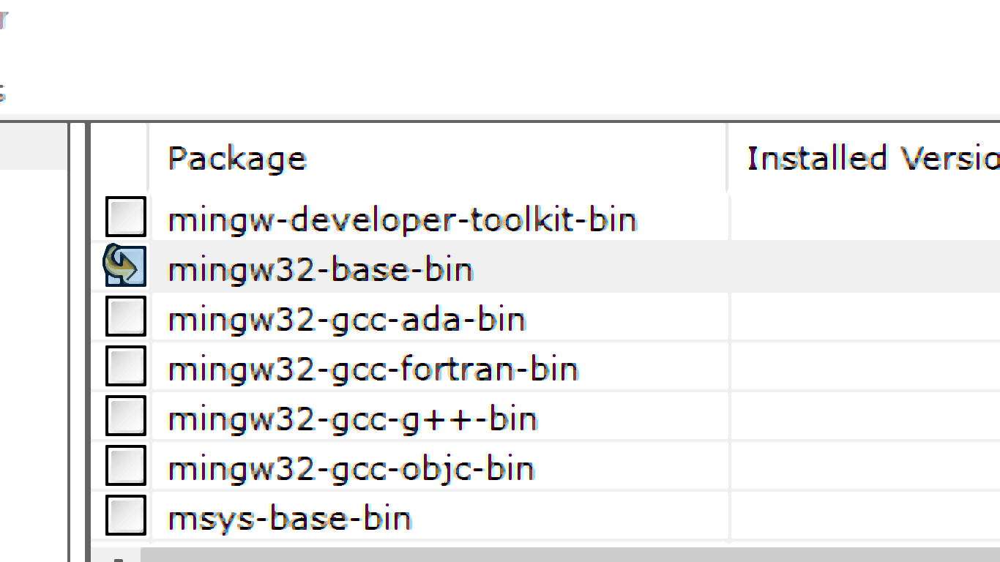 Package Installed Versio
mingw-developer-toolkit-bin
mingw32-base-bin
mingw32-gcc-ada-bin
mingw32-gcc-fortran-bin
mingw32-gcc-g++-bin
mingw32-gcc-objc-bin
msys-base-bin